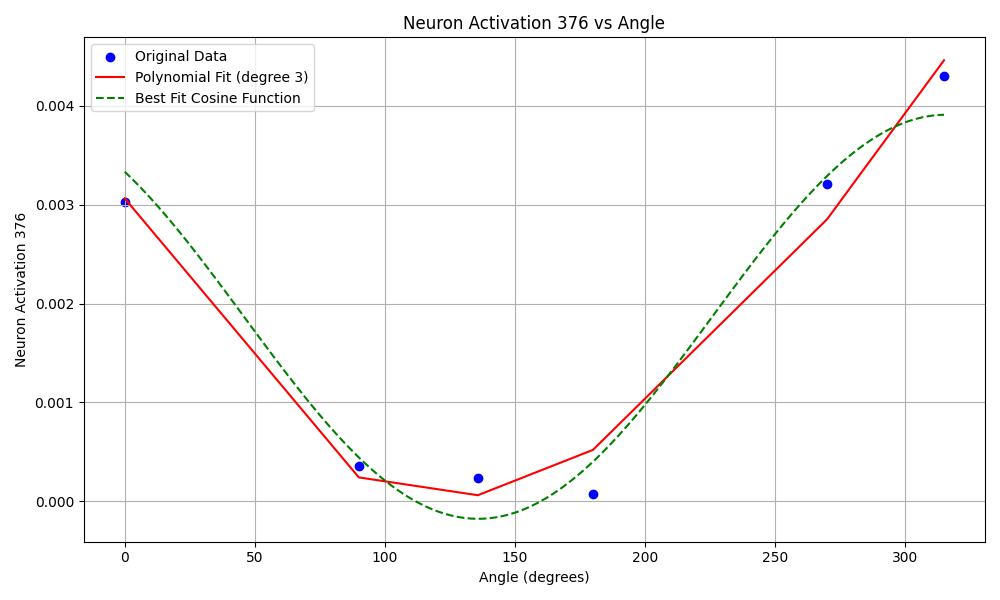 Neuron Activation 376 vs Angle
Original Data
Polynomial Fit (degree 3)
Best Fit Cosine Function
0.004
0.003
0.002
0.001
0.000
Neuron Activation 376
0 50 100 150 200 250 300
Angle (degrees)